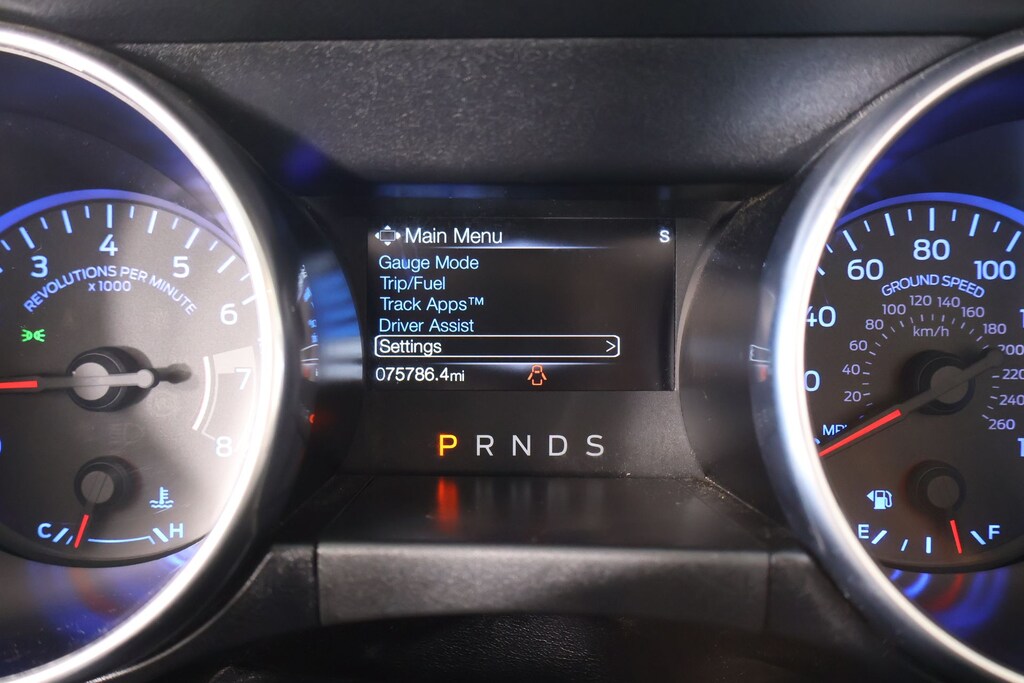 Main Menu S
Gauge Mode
Trip/Fuel
Track Apps™
Driver Assist
Settings >
075786.4mi
P R N D S
3 4 5 6 7 8
REVOLUTIONS PER MINUTE
x 1000
C H
60 80 100
GROUND SPEED
20 40 60 80 100 120 140 160 180 200 220 240 260
km/h
E F